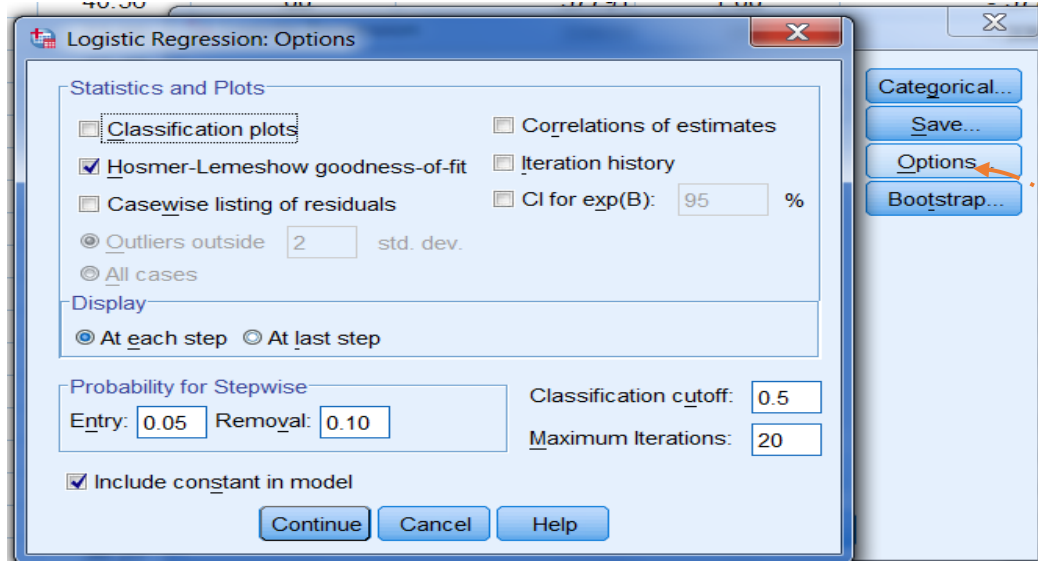 Logistic Regression: Options
Statistics and Plots
Classification plots
Correlations of estimates
Hosmer-Lemeshow goodness-of-fit
Iteration history
Casewise listing of residuals
CI for exp(B): 95 %
Outliers outside 2 std. dev.
All cases
Display
At each step At last step
Probability for Stepwise
Entry: 0.05 Removal: 0.10
Classification cutoff: 0.5
Maximum Iterations: 20
Include constant in model
Continue Cancel Help
Categorical...
Save...
Options...
Bootstrap...